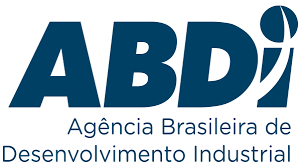 ABDi
Agência Brasileira de
Desenvolvimento Industrial